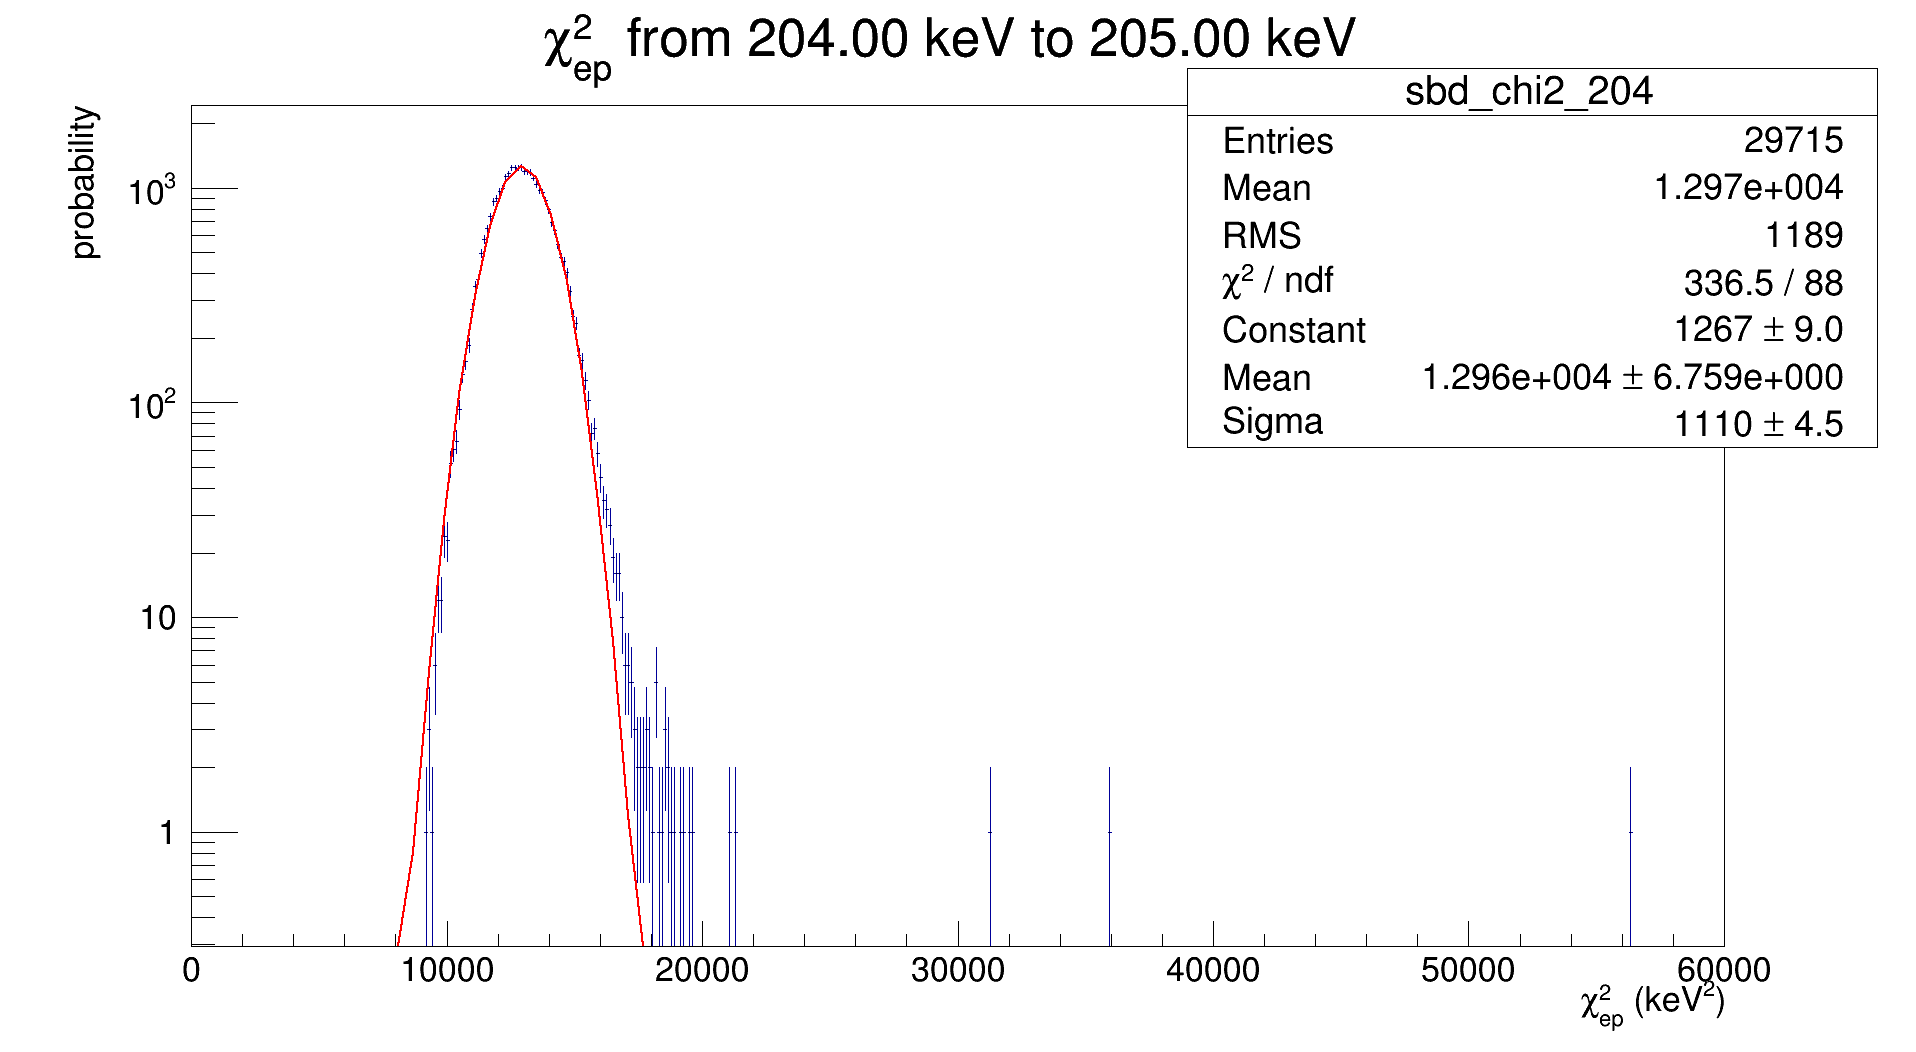 χ²ep from 204.00 keV to 205.00 keV
sbd_chi2_204
Entries 29715
Mean 1.297e+004
RMS 1189
χ² / ndf 336.5 / 88
Constant 1267 ± 9.0
Mean 1.296e+004 ± 6.759e+000
Sigma 1110 ± 4.5
probability
10³
10²
10
1
0 10000 20000 30000 40000 50000 60000
χ²ep (keV²)